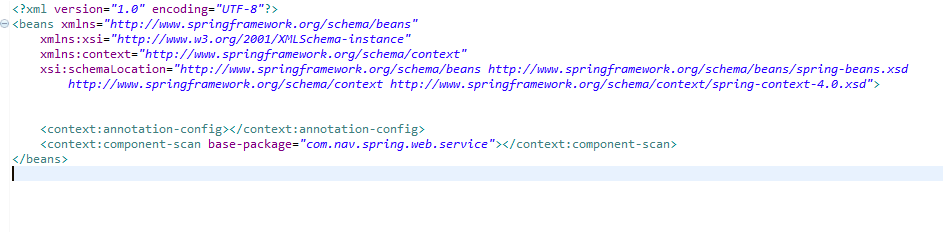 <?xml version="1.0" encoding="UTF-8"?>
<beans xmlns="http://www.springframework.org/schema/beans"
xmlns:xsi="http://www.w3.org/2001/XMLSchema-instance"
xmlns:context="http://www.springframework.org/schema/context"
xsi:schemaLocation="http://www.springframework.org/schema/beans http://www.springframework.org/schema/beans/spring-beans.xsd
http://www.springframework.org/schema/context http://www.springframework.org/schema/context/spring-context-4.0.xsd">
<context:annotation-config></context:annotation-config>
<context:component-scan base-package="com.nav.spring.web.service"></context:component-scan>
</beans>